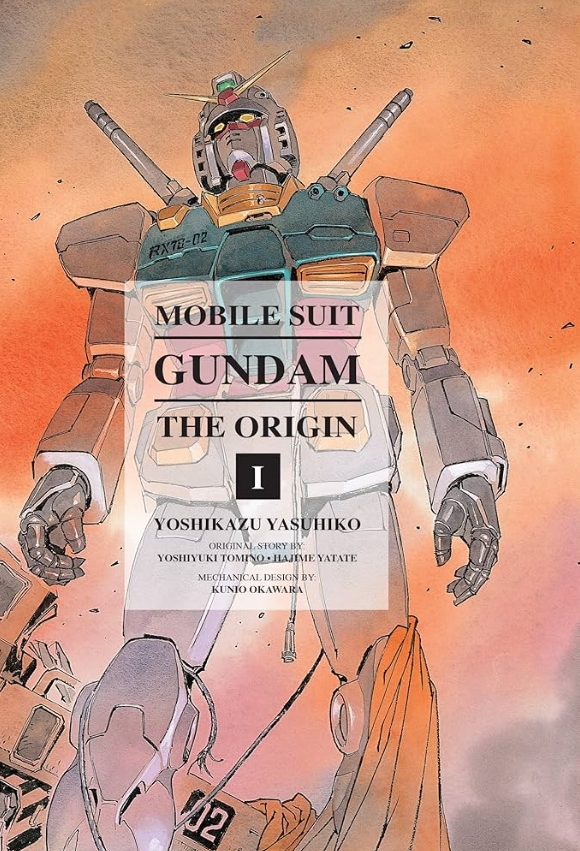 RX78-02
MOBILE SUIT
GUNDAM
THE ORIGIN
I
YOSHIKAZU YASUHIKO
ORIGINAL STORY BY:
YOSHIYUKI TOMINO • HAJIME YATATE
MECHANICAL DESIGN BY:
KUNIO OKAWARA
02